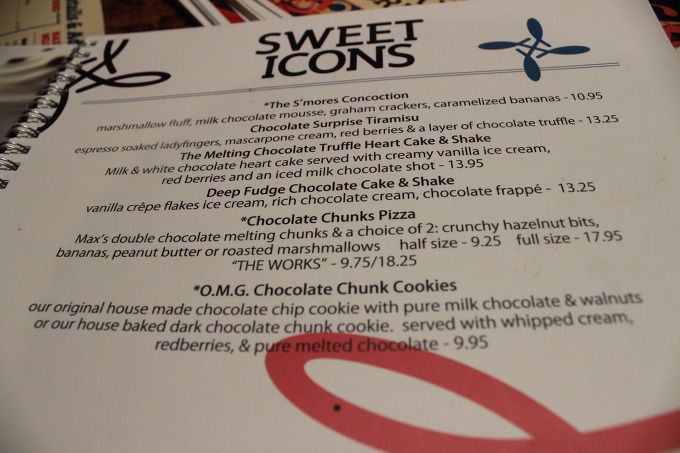 SWEET
ICONS
*The S'mores Concoction
marshmallow fluff, milk chocolate mousse, graham crackers, caramelized bananas - 10.95
Chocolate Surprise Tiramisu
espresso soaked ladyfingers, mascarpone cream, red berries & a layer of chocolate truffle - 13.25
The Melting Chocolate Truffle Heart Cake & Shake
Milk & white chocolate heart cake served with creamy vanilla ice cream,
red berries and an iced milk chocolate shot - 13.95
Deep Fudge Chocolate Cake & Shake
vanilla crêpe flakes ice cream, rich chocolate cream, chocolate frappé - 13.25
*Chocolate Chunks Pizza
Max's double chocolate melting chunks & a choice of 2: crunchy hazelnut bits,
bananas, peanut butter or roasted marshmallows half size - 9.25 full size - 17.95
"THE WORKS" - 9.75/18.25
*O.M.G. Chocolate Chunk Cookies
our original house made chocolate chip cookie with pure milk chocolate & walnuts
or our house baked dark chocolate chunk cookie. served with whipped cream,
redberries, & pure melted chocolate - 9.95